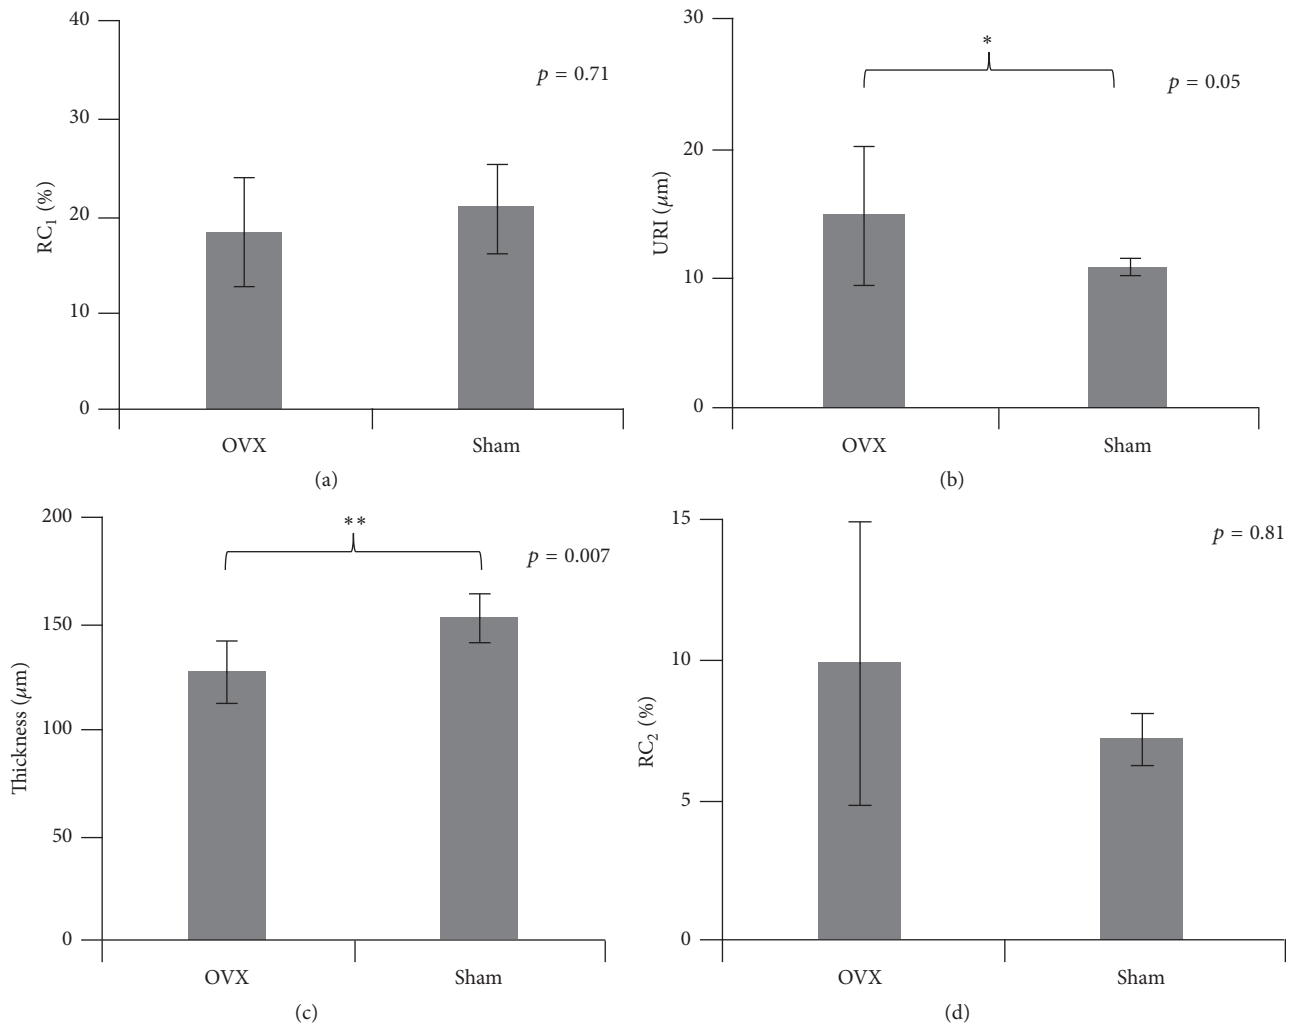 40
30
20
10
0
RC₁ (%)
p = 0.71
OVX
Sham
(a)
30
20
10
0
URI (μm)
*
p = 0.05
OVX
Sham
(b)
200
150
100
50
0
Thickness (μm)
**
p = 0.007
OVX
Sham
(c)
15
10
5
0
RC₂ (%)
p = 0.81
OVX
Sham
(d)